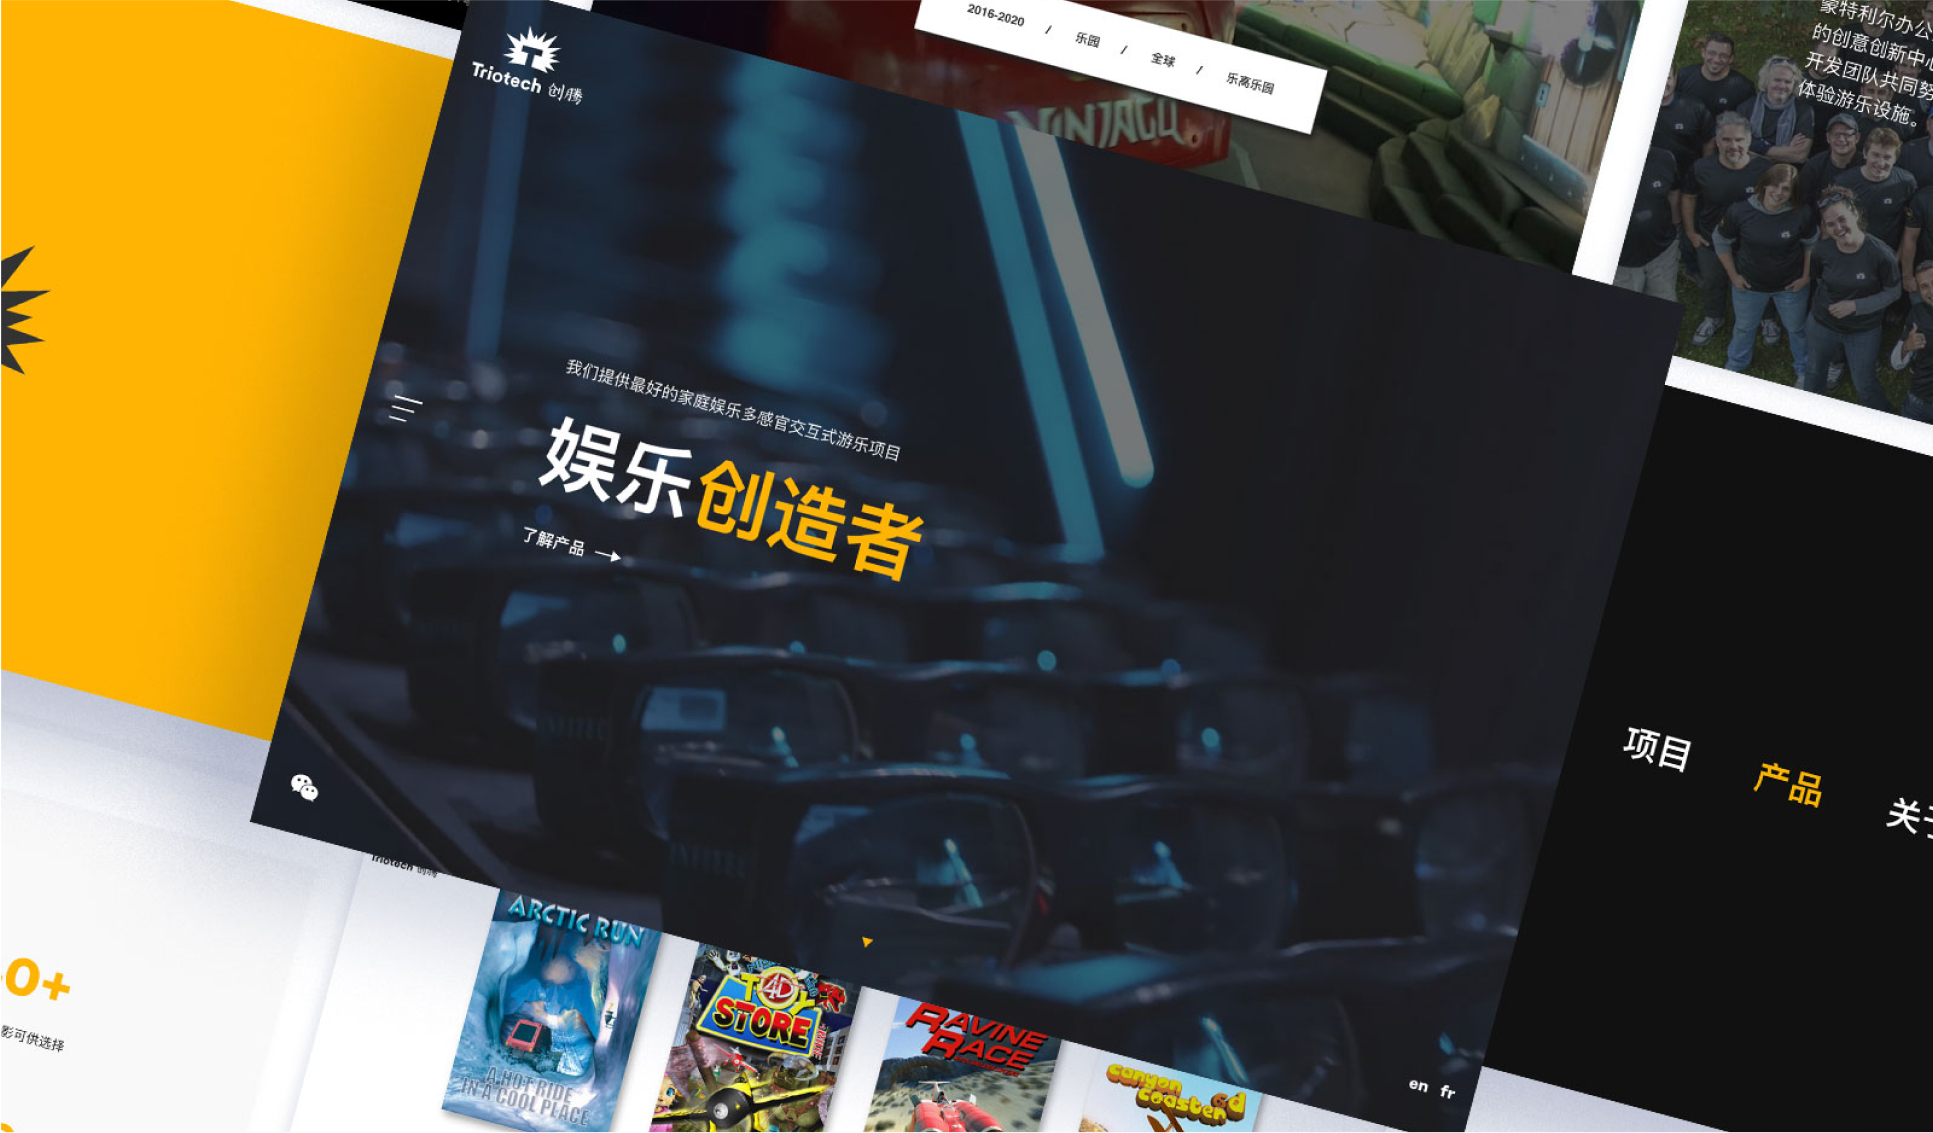 2016-2020 / 乐园 / 全球 / 乐高乐园
NINJAGO
蒙特利尔办公
的创意创新中心
开发团队共同努
体验游乐设施。
Triotech 创腾
我们提供最好的家庭娱乐多感官交互式游乐项目
娱乐创造者
了解产品
项目
产品
关于
0+
影可供选择
Triotech 创腾
ARCTIC RUN
A HOT RIDE
IN A COOL PLACE
4D
TOY
STORE
RAVINE
RACE
canyon
coaster
en fr